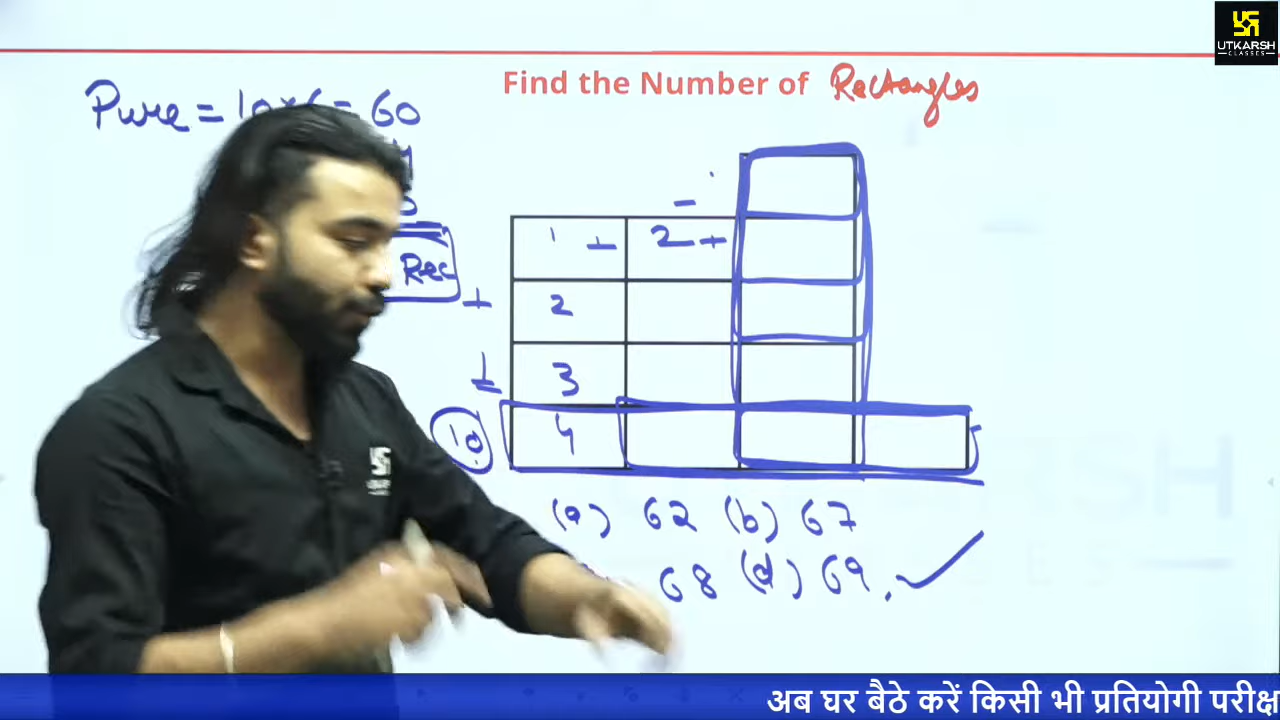 UTKARSH
CLASSES
Find the Number of Rectangles
Pure = 10 × 6 = 60
Rec
1 + 2 +
+ 2
+ 3
10 4
(a) 62 (b) 67
68 (d) 69
अब घर बैठे करें किसी भी प्रतियोगी परीक्ष